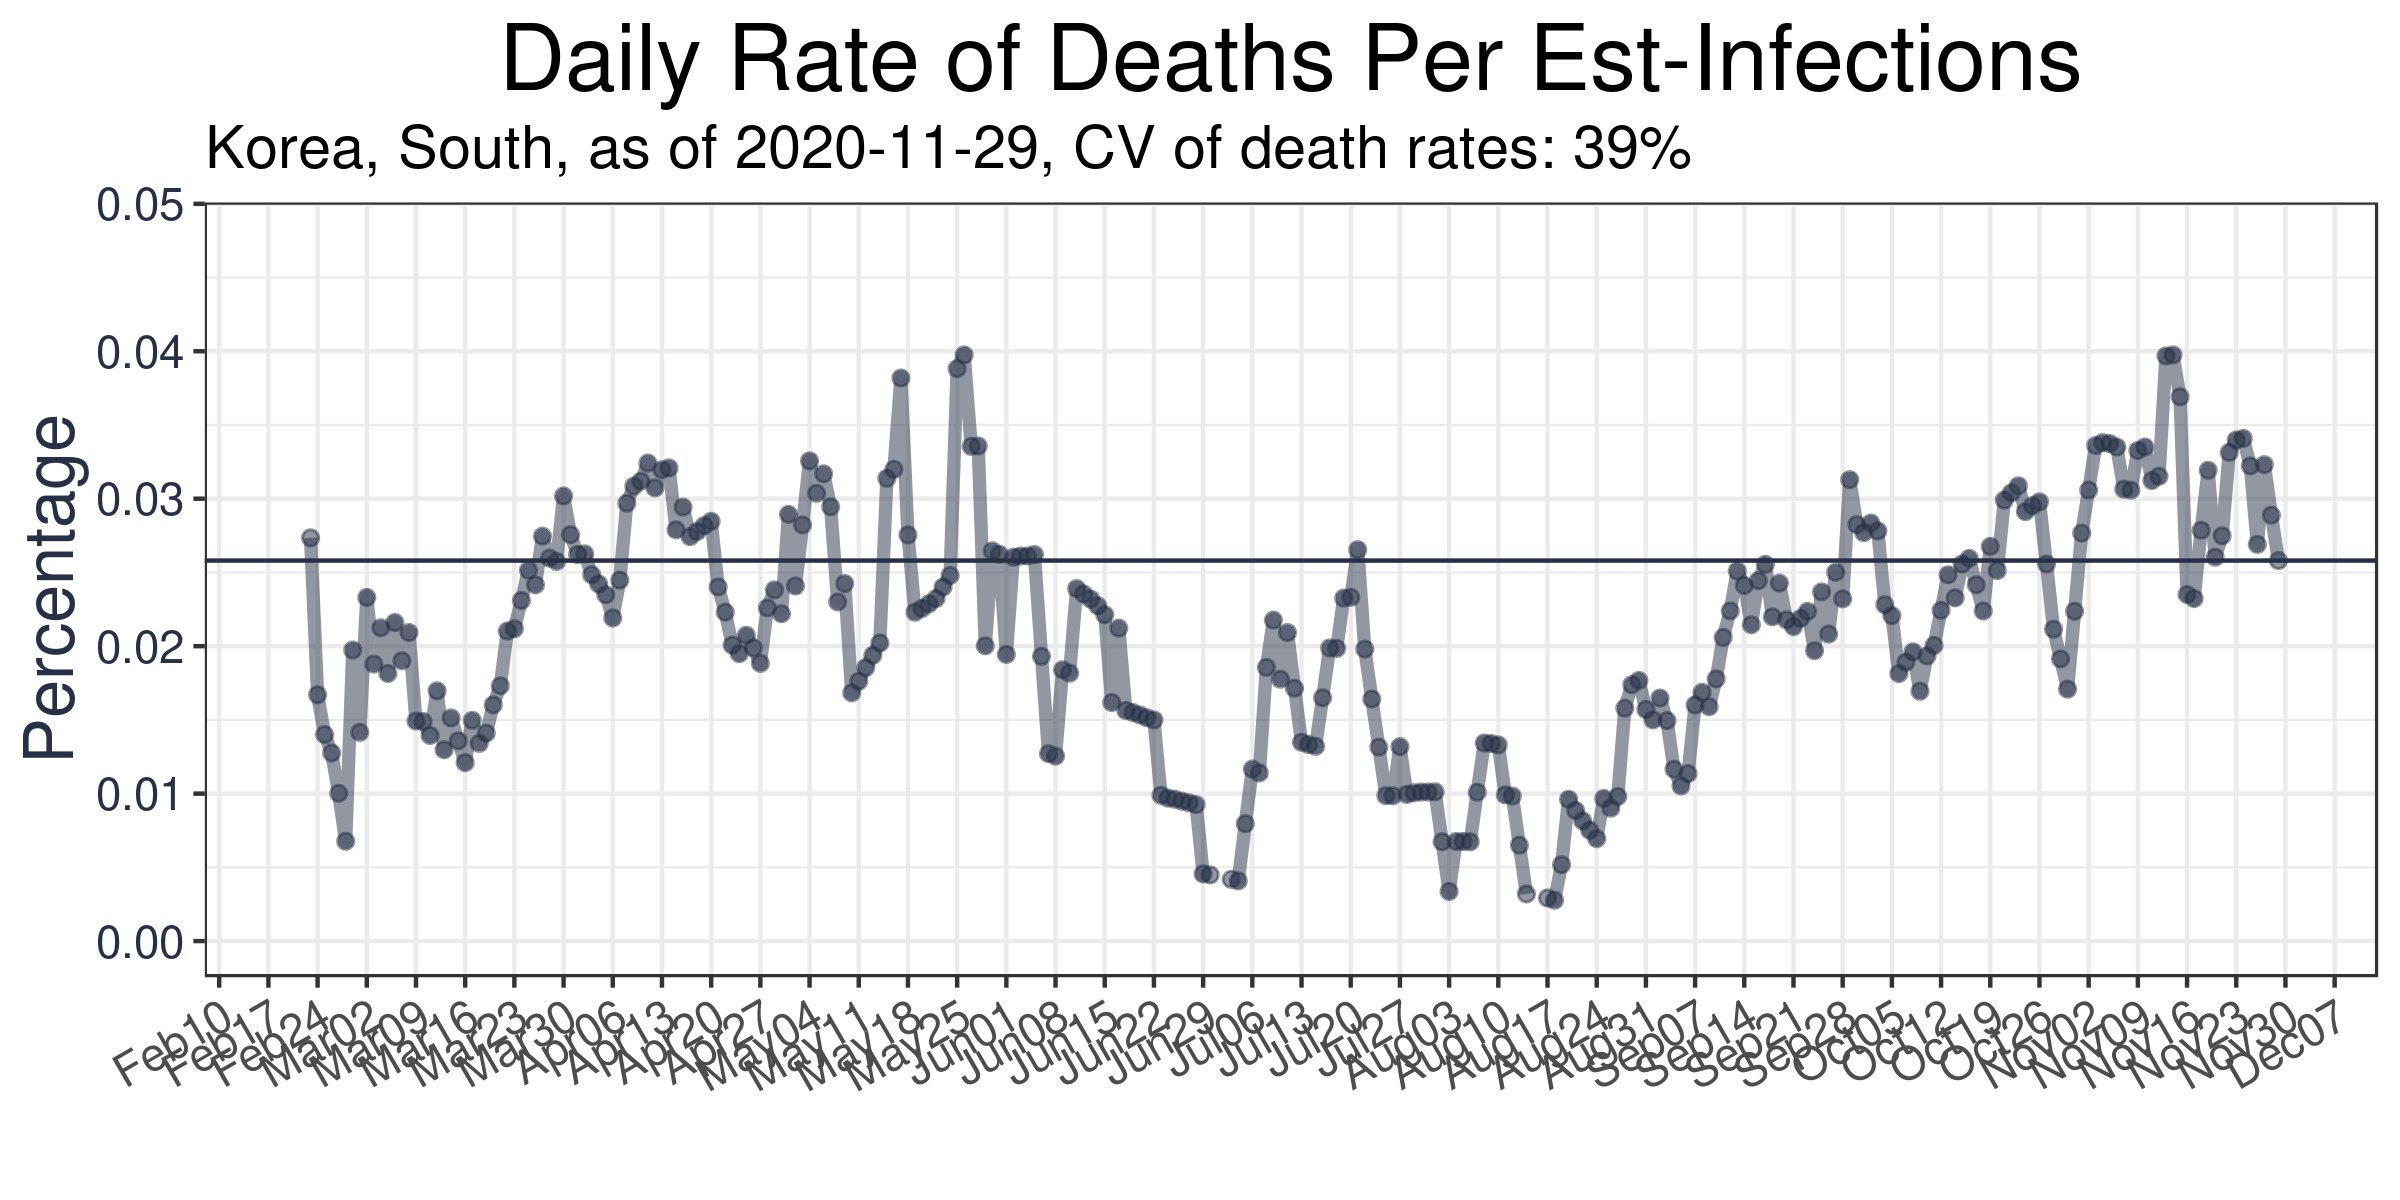 Daily Rate of Deaths Per Est-Infections
Korea, South, as of 2020-11-29, CV of death rates: 39%
Percentage
0.05
0.04
0.03
0.02
0.01
0.00
Feb10
Feb17
Feb24
Mar02
Mar09
Mar16
Mar23
Mar30
Apr06
Apr13
Apr20
Apr27
May04
May11
May18
May25
Jun01
Jun08
Jun15
Jun22
Jun29
Jul06
Jul13
Jul20
Jul27
Aug03
Aug10
Aug17
Aug24
Aug31
Sep07
Sep14
Sep21
Sep28
Oct05
Oct12
Oct19
Oct26
Nov02
Nov09
Nov16
Nov23
Nov30
Dec07